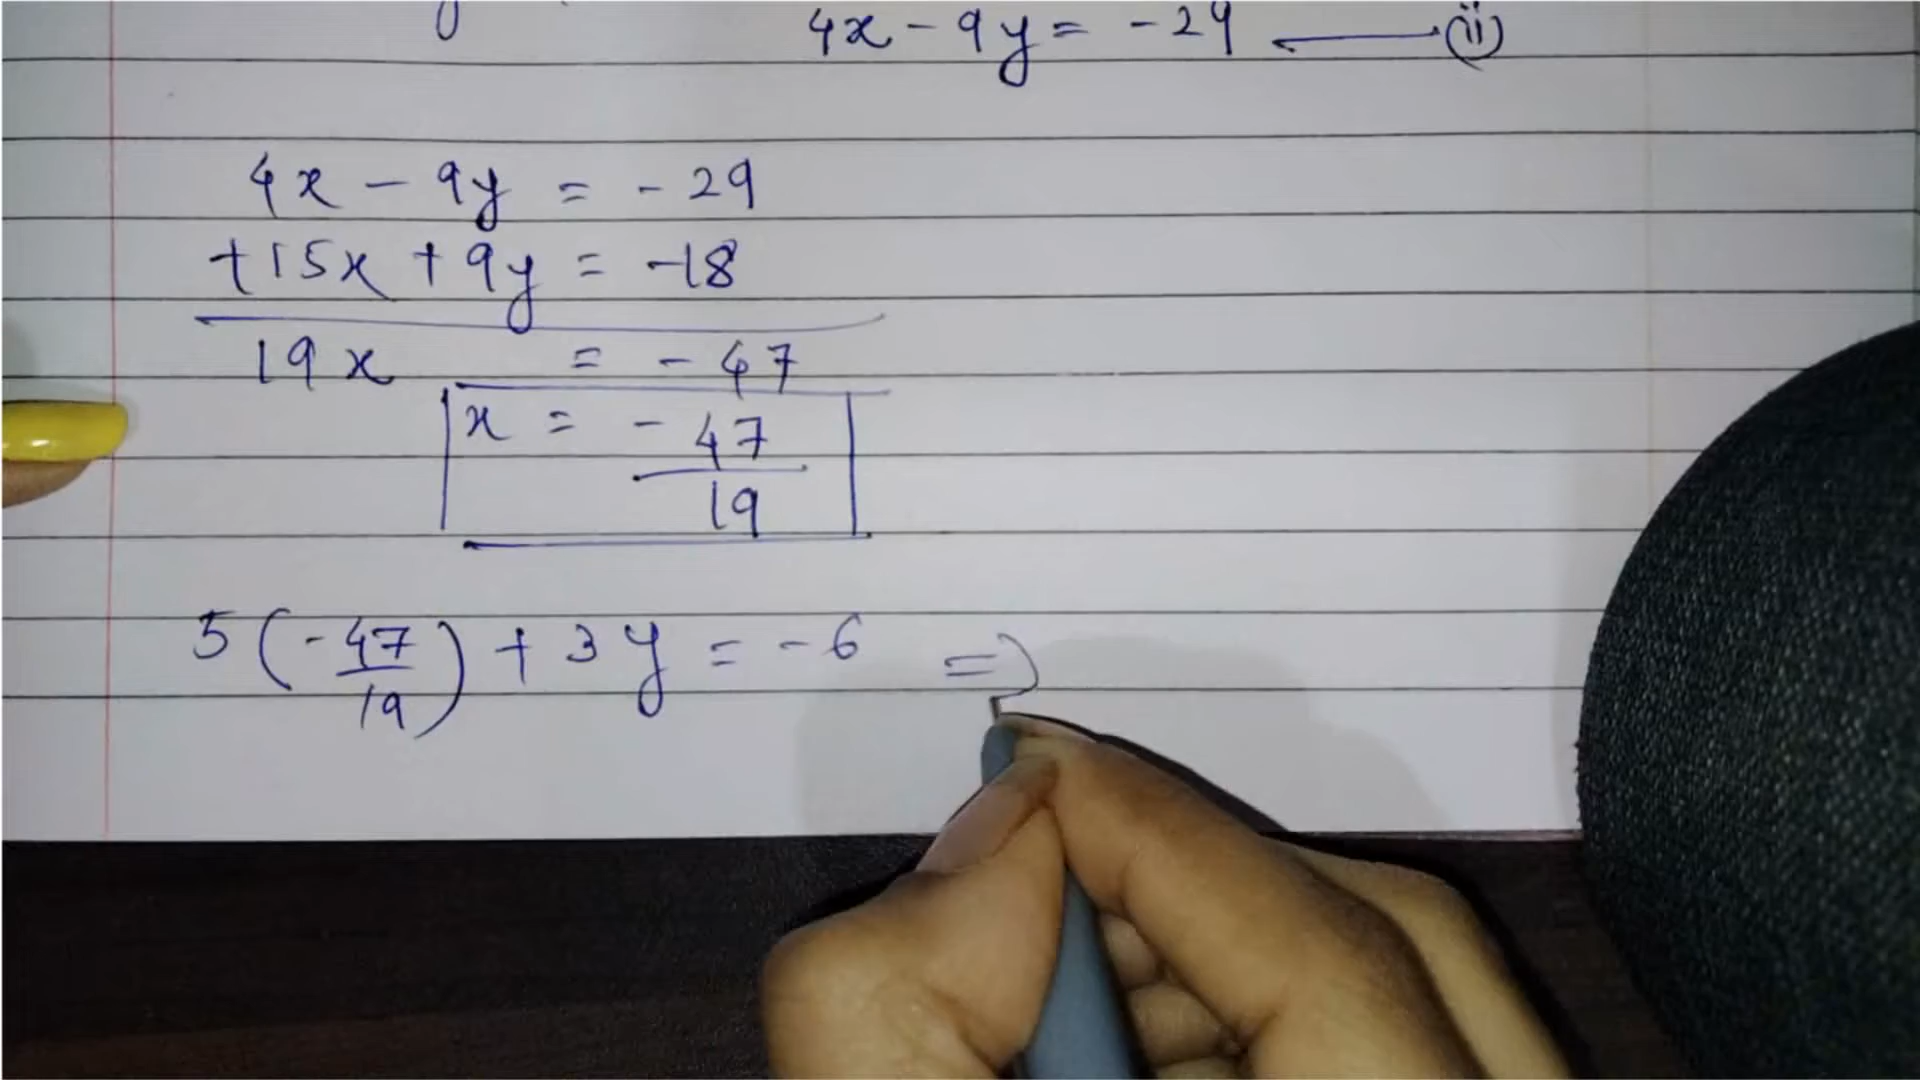 4x - 9y = -29 ← (ii)
4x - 9y = -29
+15x + 9y = -18
19x = -47
x = -47/19
5(-47/19) + 3y = -6 =>